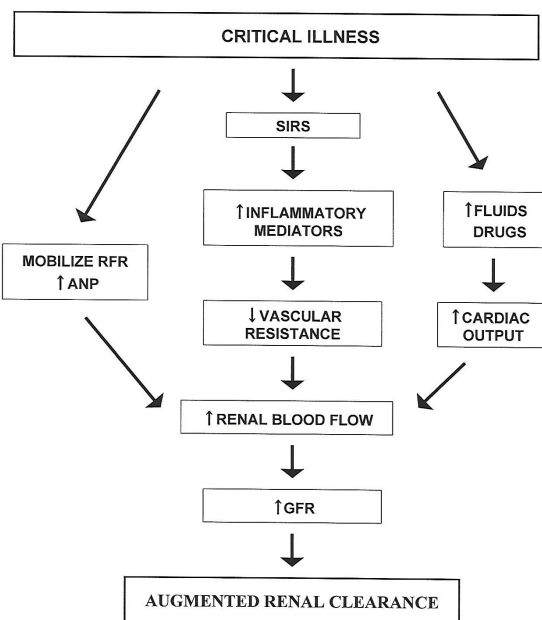 CRITICAL ILLNESS
SIRS
↑INFLAMMATORY
MEDIATORS
↑FLUIDS
DRUGS
MOBILIZE RFR
↑ANP
↓VASCULAR
RESISTANCE
↑CARDIAC
OUTPUT
↑RENAL BLOOD FLOW
↑GFR
AUGMENTED RENAL CLEARANCE